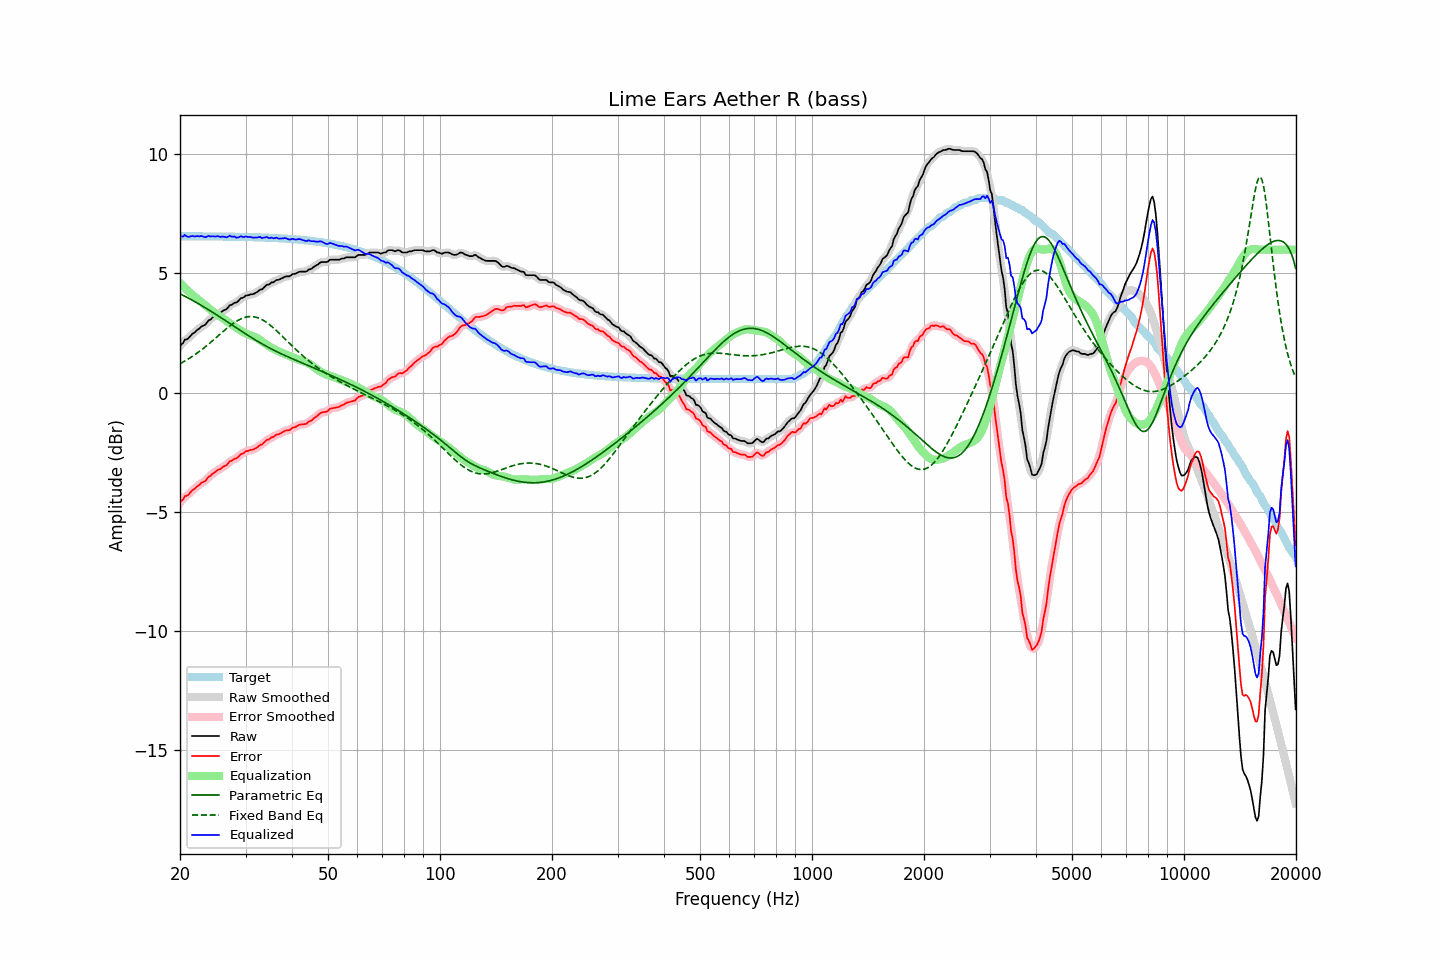 Lime Ears Aether R (bass)
10
5
0
−5
−10
−15
Amplitude (dBr)
Target
Raw Smoothed
Error Smoothed
Raw
Error
Equalization
Parametric Eq
Fixed Band Eq
Equalized
20 50 100 200 500 1000 2000 5000 10000 20000
Frequency (Hz)